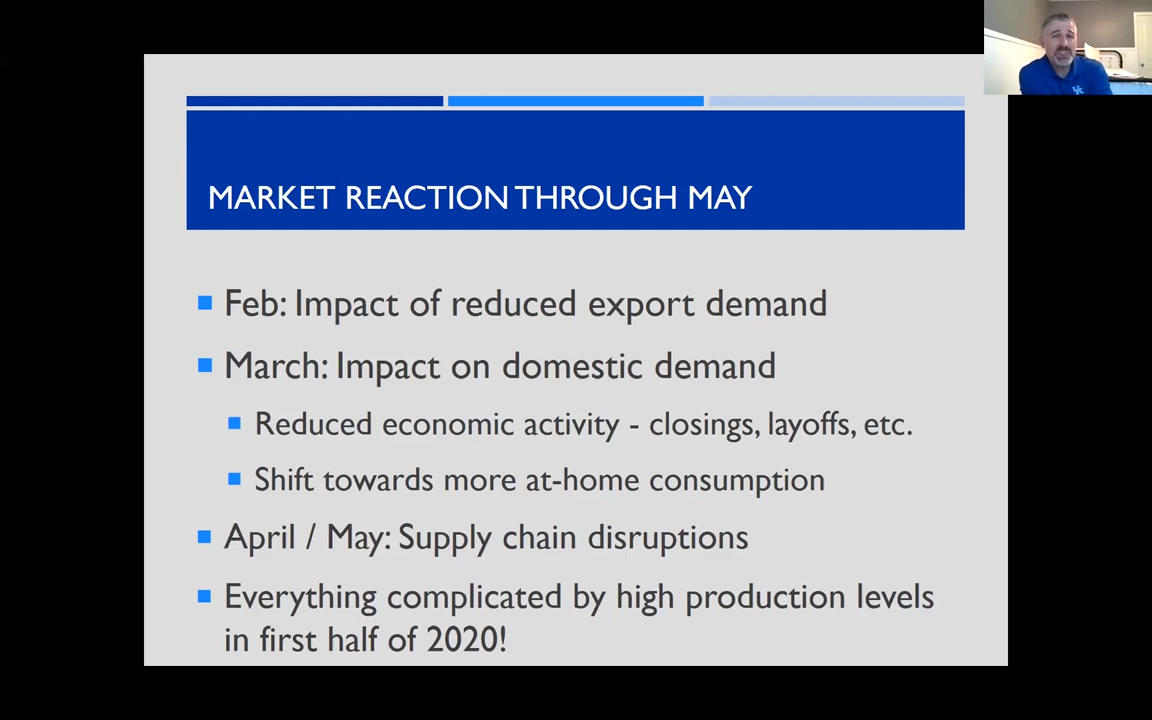 MARKET REACTION THROUGH MAY
Feb: Impact of reduced export demand
March: Impact on domestic demand
Reduced economic activity - closings, layoffs, etc.
Shift towards more at-home consumption
April / May: Supply chain disruptions
Everything complicated by high production levels
in first half of 2020!